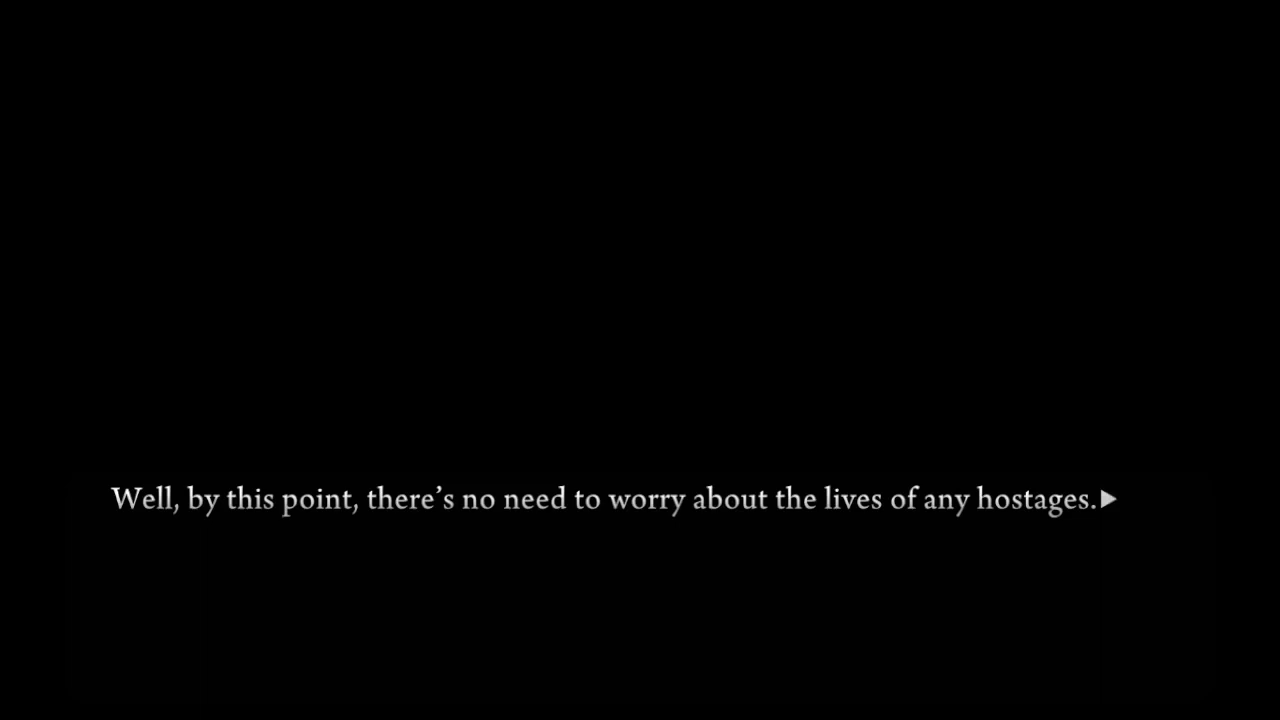 Well, by this point, there’s no need to worry about the lives of any hostages.